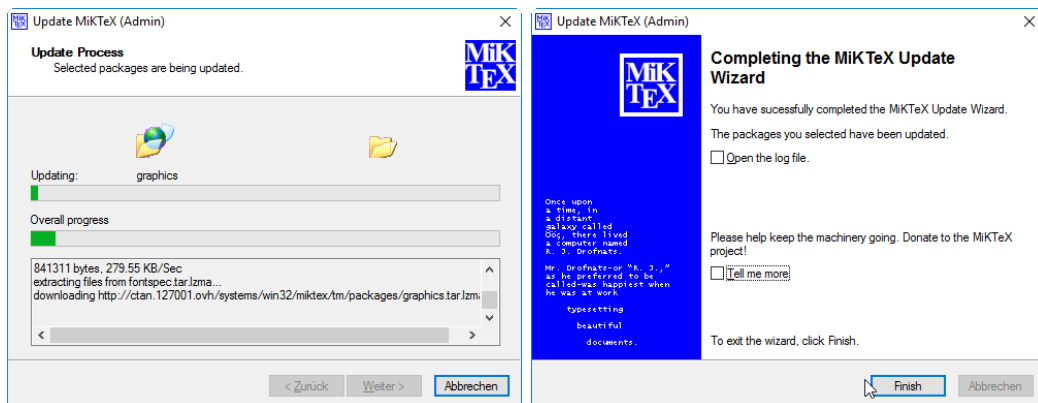 Update MiKTeX (Admin)
Update Process
Selected packages are being updated.
MiK
TEX
Updating: graphics
Overall progress
841311 bytes, 279.55 KB/Sec
extracting files from fontspec.tar.lzma...
downloading http://ctan.127001.ovh/systems/win32/miktex/tm/packages/graphics.tar.lzma
< Zurück Weiter > Abbrechen
Update MiKTeX (Admin)
MiK
TEX
Once upon
a time, in
a distant
galaxy called
Ööç, there lived
a computer named
R. J. Drofnats.
Mr. Drofnats-or "R. J.,"
as he preferred to be
called-was happiest when
he was at work
typesetting
beautiful
documents.
Completing the MiKTeX Update
Wizard
You have sucessfully completed the MiKTeX Update Wizard.
The packages you selected have been updated.
Open the log file.
Please help keep the machinery going. Donate to the MiKTeX
project!
Tell me more
To exit the wizard, click Finish.
Finish Abbrechen